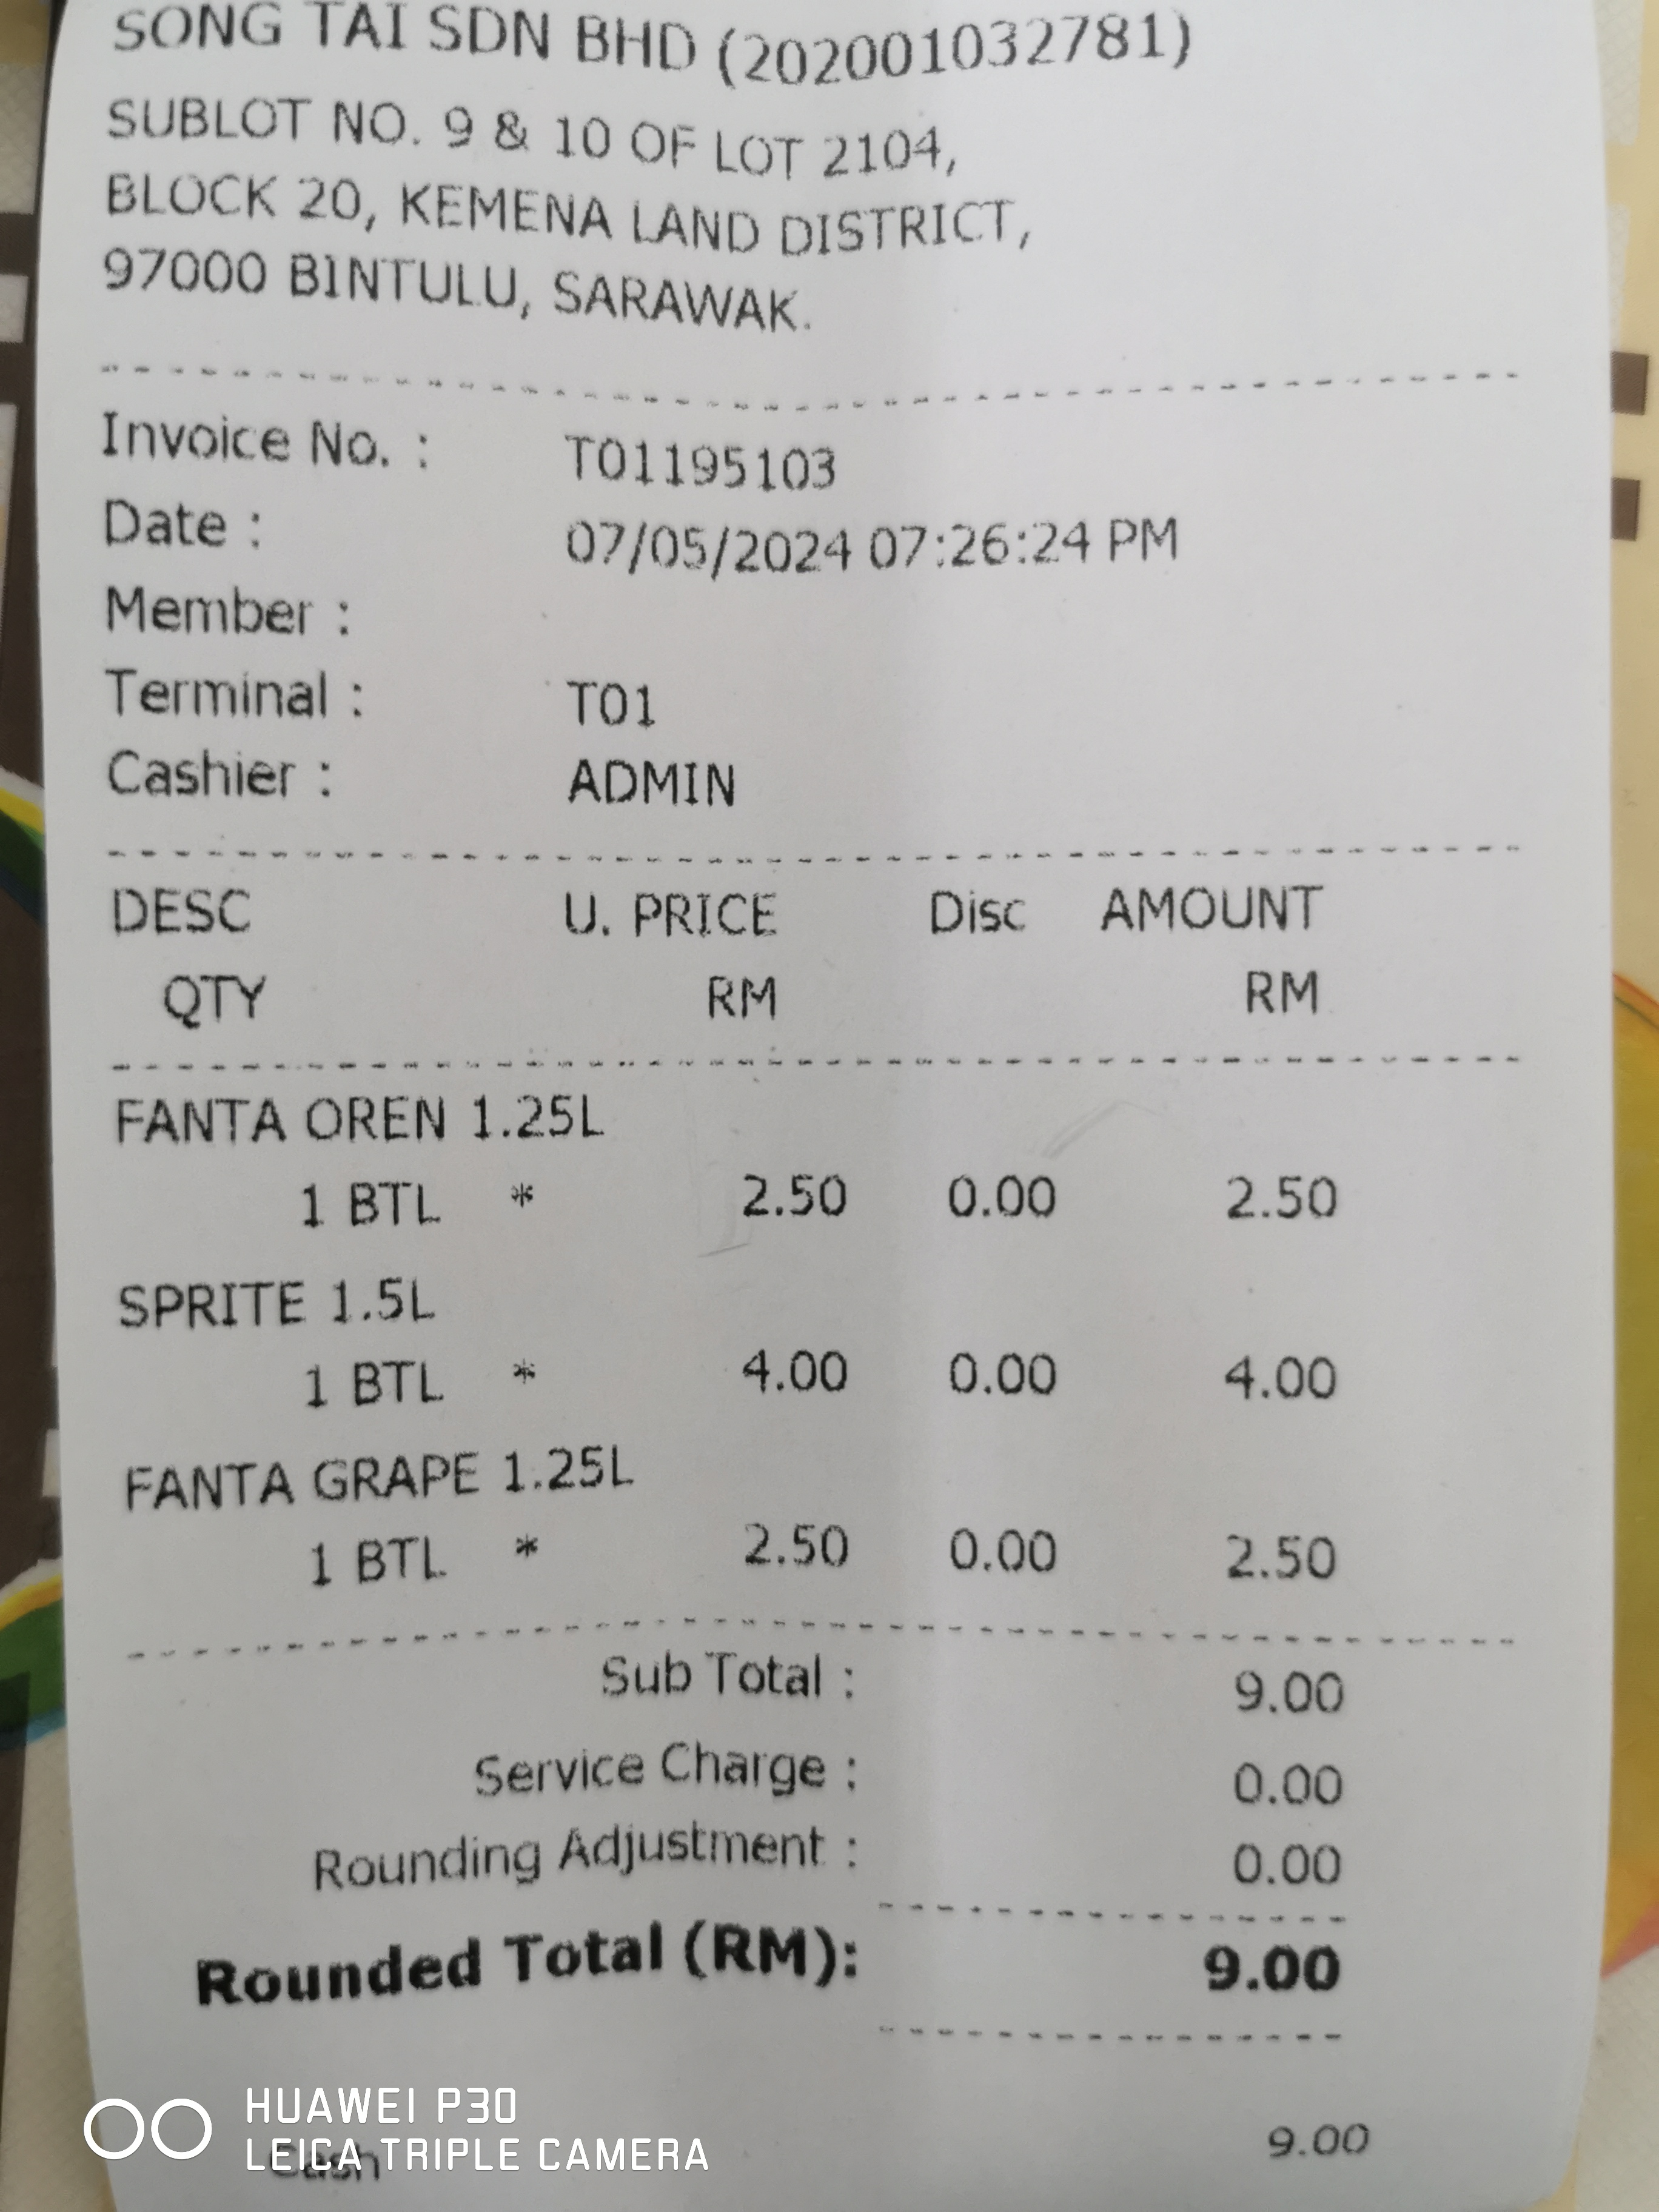 SONG TAI SDN BHD (202001032781)
SUBLOT NO. 9 & 10 OF LOT 2104,
BLOCK 20, KEMENA LAND DISTRICT,
97000 BINTULU, SARAWAK.
Invoice No. : T01195103
Date : 07/05/2024 07:26:24 PM
Member :
Terminal : T01
Cashier : ADMIN
DESC U. PRICE Disc AMOUNT
QTY RM RM
FANTA OREN 1.25L
1 BTL * 2.50 0.00 2.50
SPRITE 1.5L
1 BTL * 4.00 0.00 4.00
FANTA GRAPE 1.25L
1 BTL * 2.50 0.00 2.50
Sub Total : 9.00
Service Charge : 0.00
Rounding Adjustment : 0.00
Rounded Total (RM): 9.00
Cash 9.00
HUAWEI P30
LEICA TRIPLE CAMERA